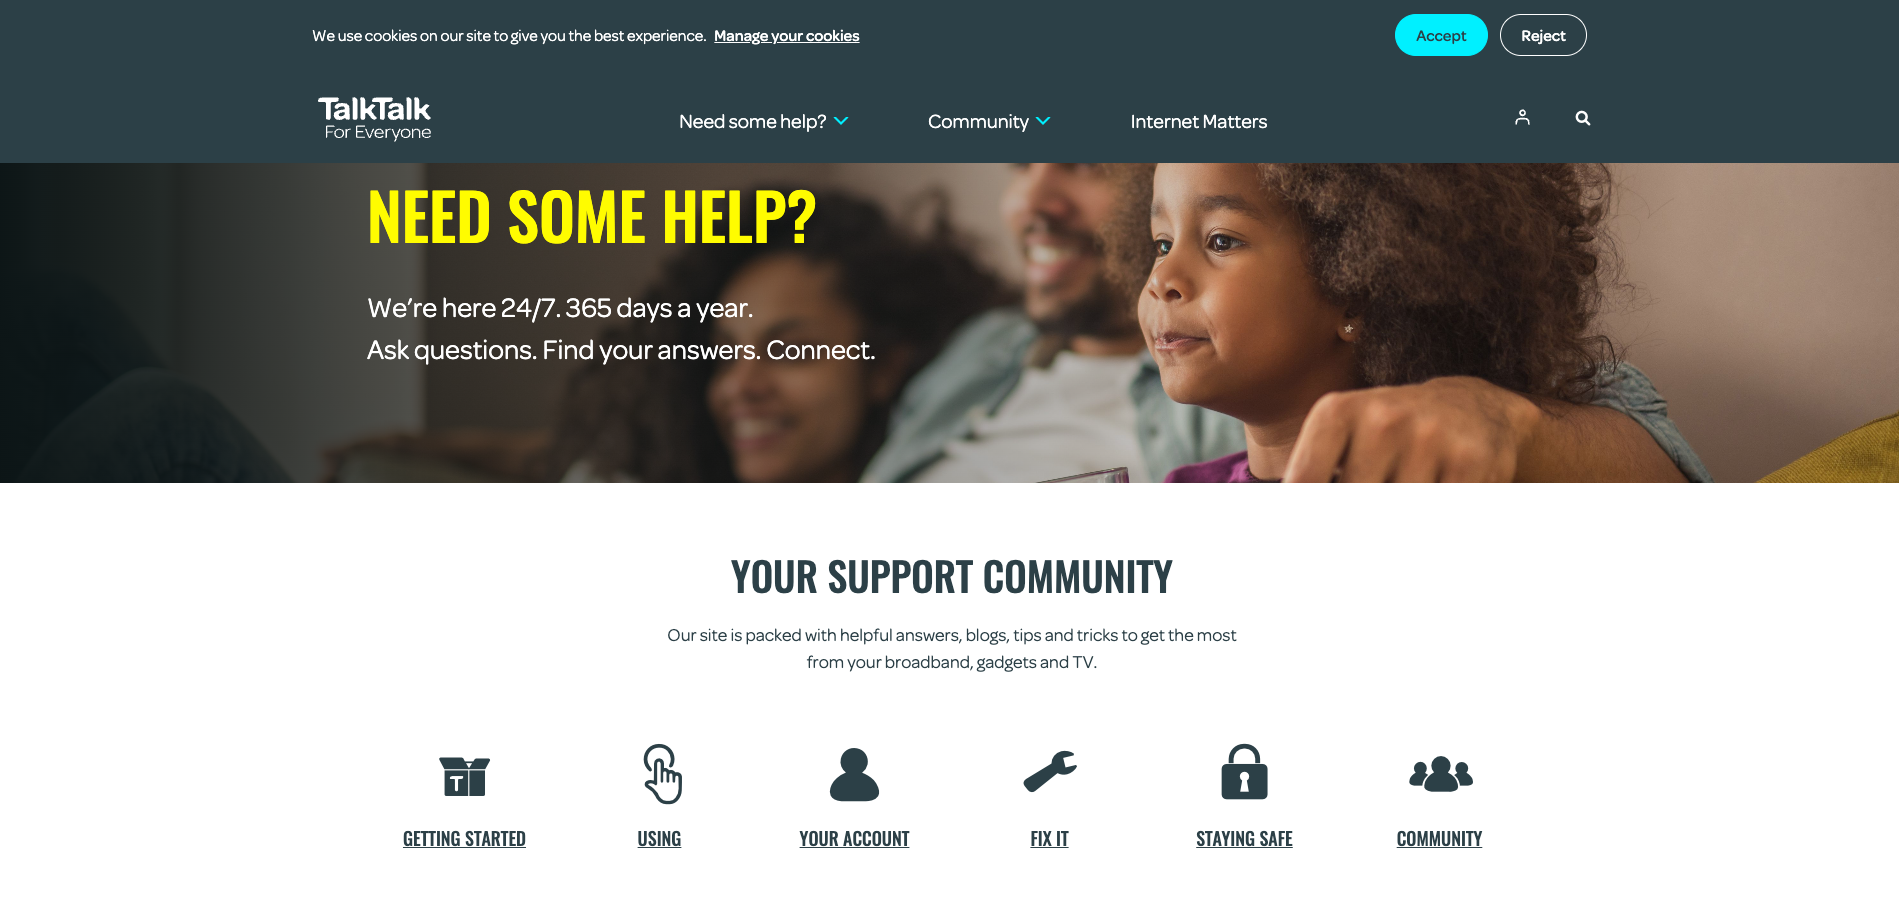 We use cookies on our site to give you the best experience. Manage your cookies
Accept
Reject
TalkTalk
For Everyone
Need some help?
Community
Internet Matters
NEED SOME HELP?
We're here 24/7. 365 days a year.
Ask questions. Find your answers. Connect.
YOUR SUPPORT COMMUNITY
Our site is packed with helpful answers, blogs, tips and tricks to get the most
from your broadband, gadgets and TV.
T
GETTING STARTED
USING
YOUR ACCOUNT
FIX IT
STAYING SAFE
COMMUNITY